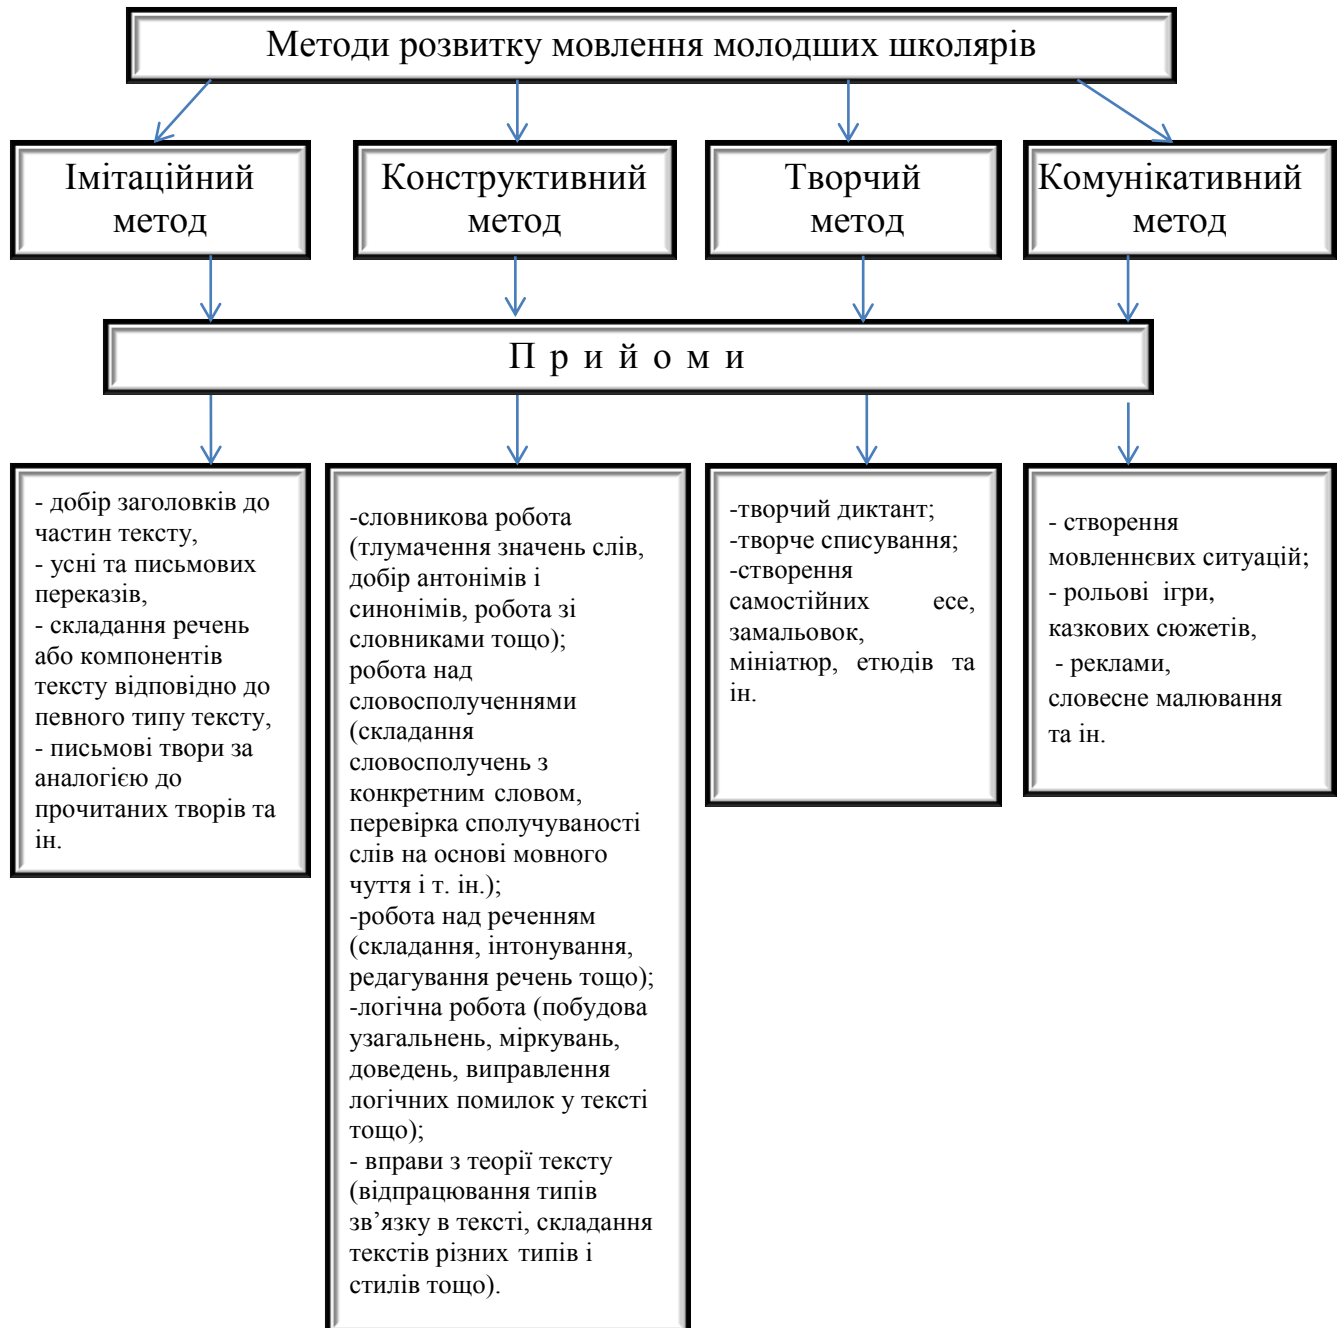 Методи розвитку мовлення молодших школярів
Імітаційний
метод
Конструктивний
метод
Творчий
метод
Комунікативний
метод
П р и й о м и
- добір заголовків до
частин тексту,
- усні та письмових
переказів,
- складання речень
або компонентів
тексту відповідно до
певного типу тексту,
- письмові твори за
аналогією до
прочитаних творів та
ін.
-словникова робота
(тлумачення значень слів,
добір антонімів і
синонімів, робота зі
словниками тощо);
робота над
словосполученнями
(складання
словосполучень з
конкретним словом,
перевірка сполучуваності
слів на основі мовного
чуття і т. ін.);
-робота над реченням
(складання, інтонування,
редагування речень тощо);
-логічна робота (побудова
узагальнень, міркувань,
доведень, виправлення
логічних помилок у тексті
тощо);
- вправи з теорії тексту
(відпрацювання типів
зв’язку в тексті, складання
текстів різних типів і
стилів тощо).
-творчий диктант;
-творче списування;
-створення
самостійних есе,
замальовок,
мініатюр, етюдів та
ін.
- створення
мовленнєвих ситуацій;
- рольові ігри,
казкових сюжетів,
- реклами,
словесне малювання
та ін.